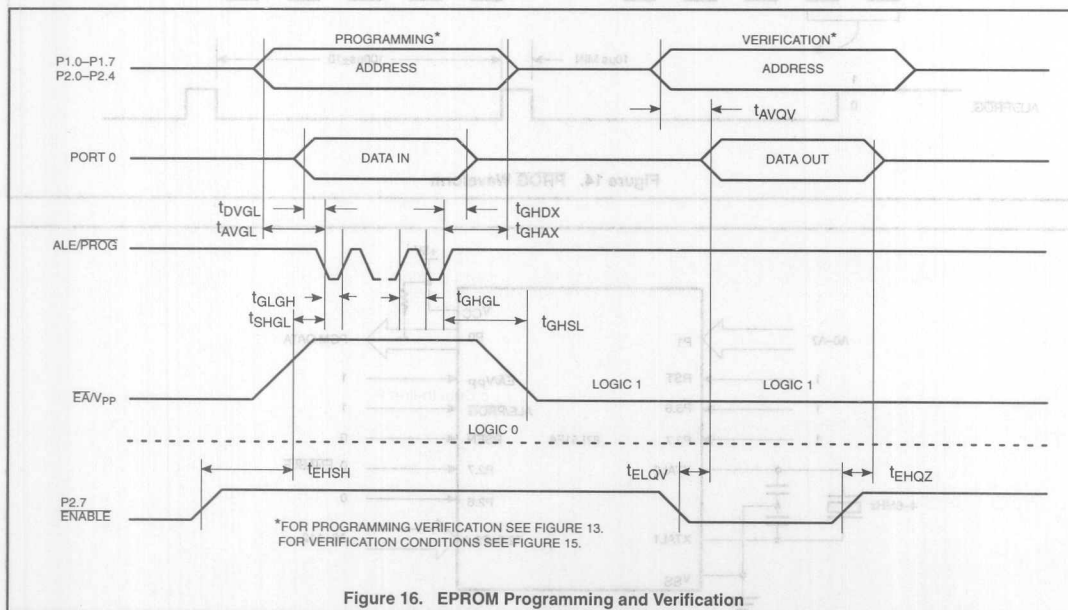 PROGRAMMING*
VERIFICATION*
P1.0–P1.7
P2.0–P2.4
ADDRESS
ADDRESS
tAVQV
PORT 0
DATA IN
DATA OUT
tDVGL
tGHDX
tAVGL
tGHAX
ALE/PROG
tGLGH
tGHGL
tSHGL
tGHSL
EA/VPP
LOGIC 1
LOGIC 1
LOGIC 0
tEHSH
tELQV
tEHQZ
P2.7
ENABLE
*FOR PROGRAMMING VERIFICATION SEE FIGURE 13.
FOR VERIFICATION CONDITIONS SEE FIGURE 15.
Figure 16. EPROM Programming and Verification